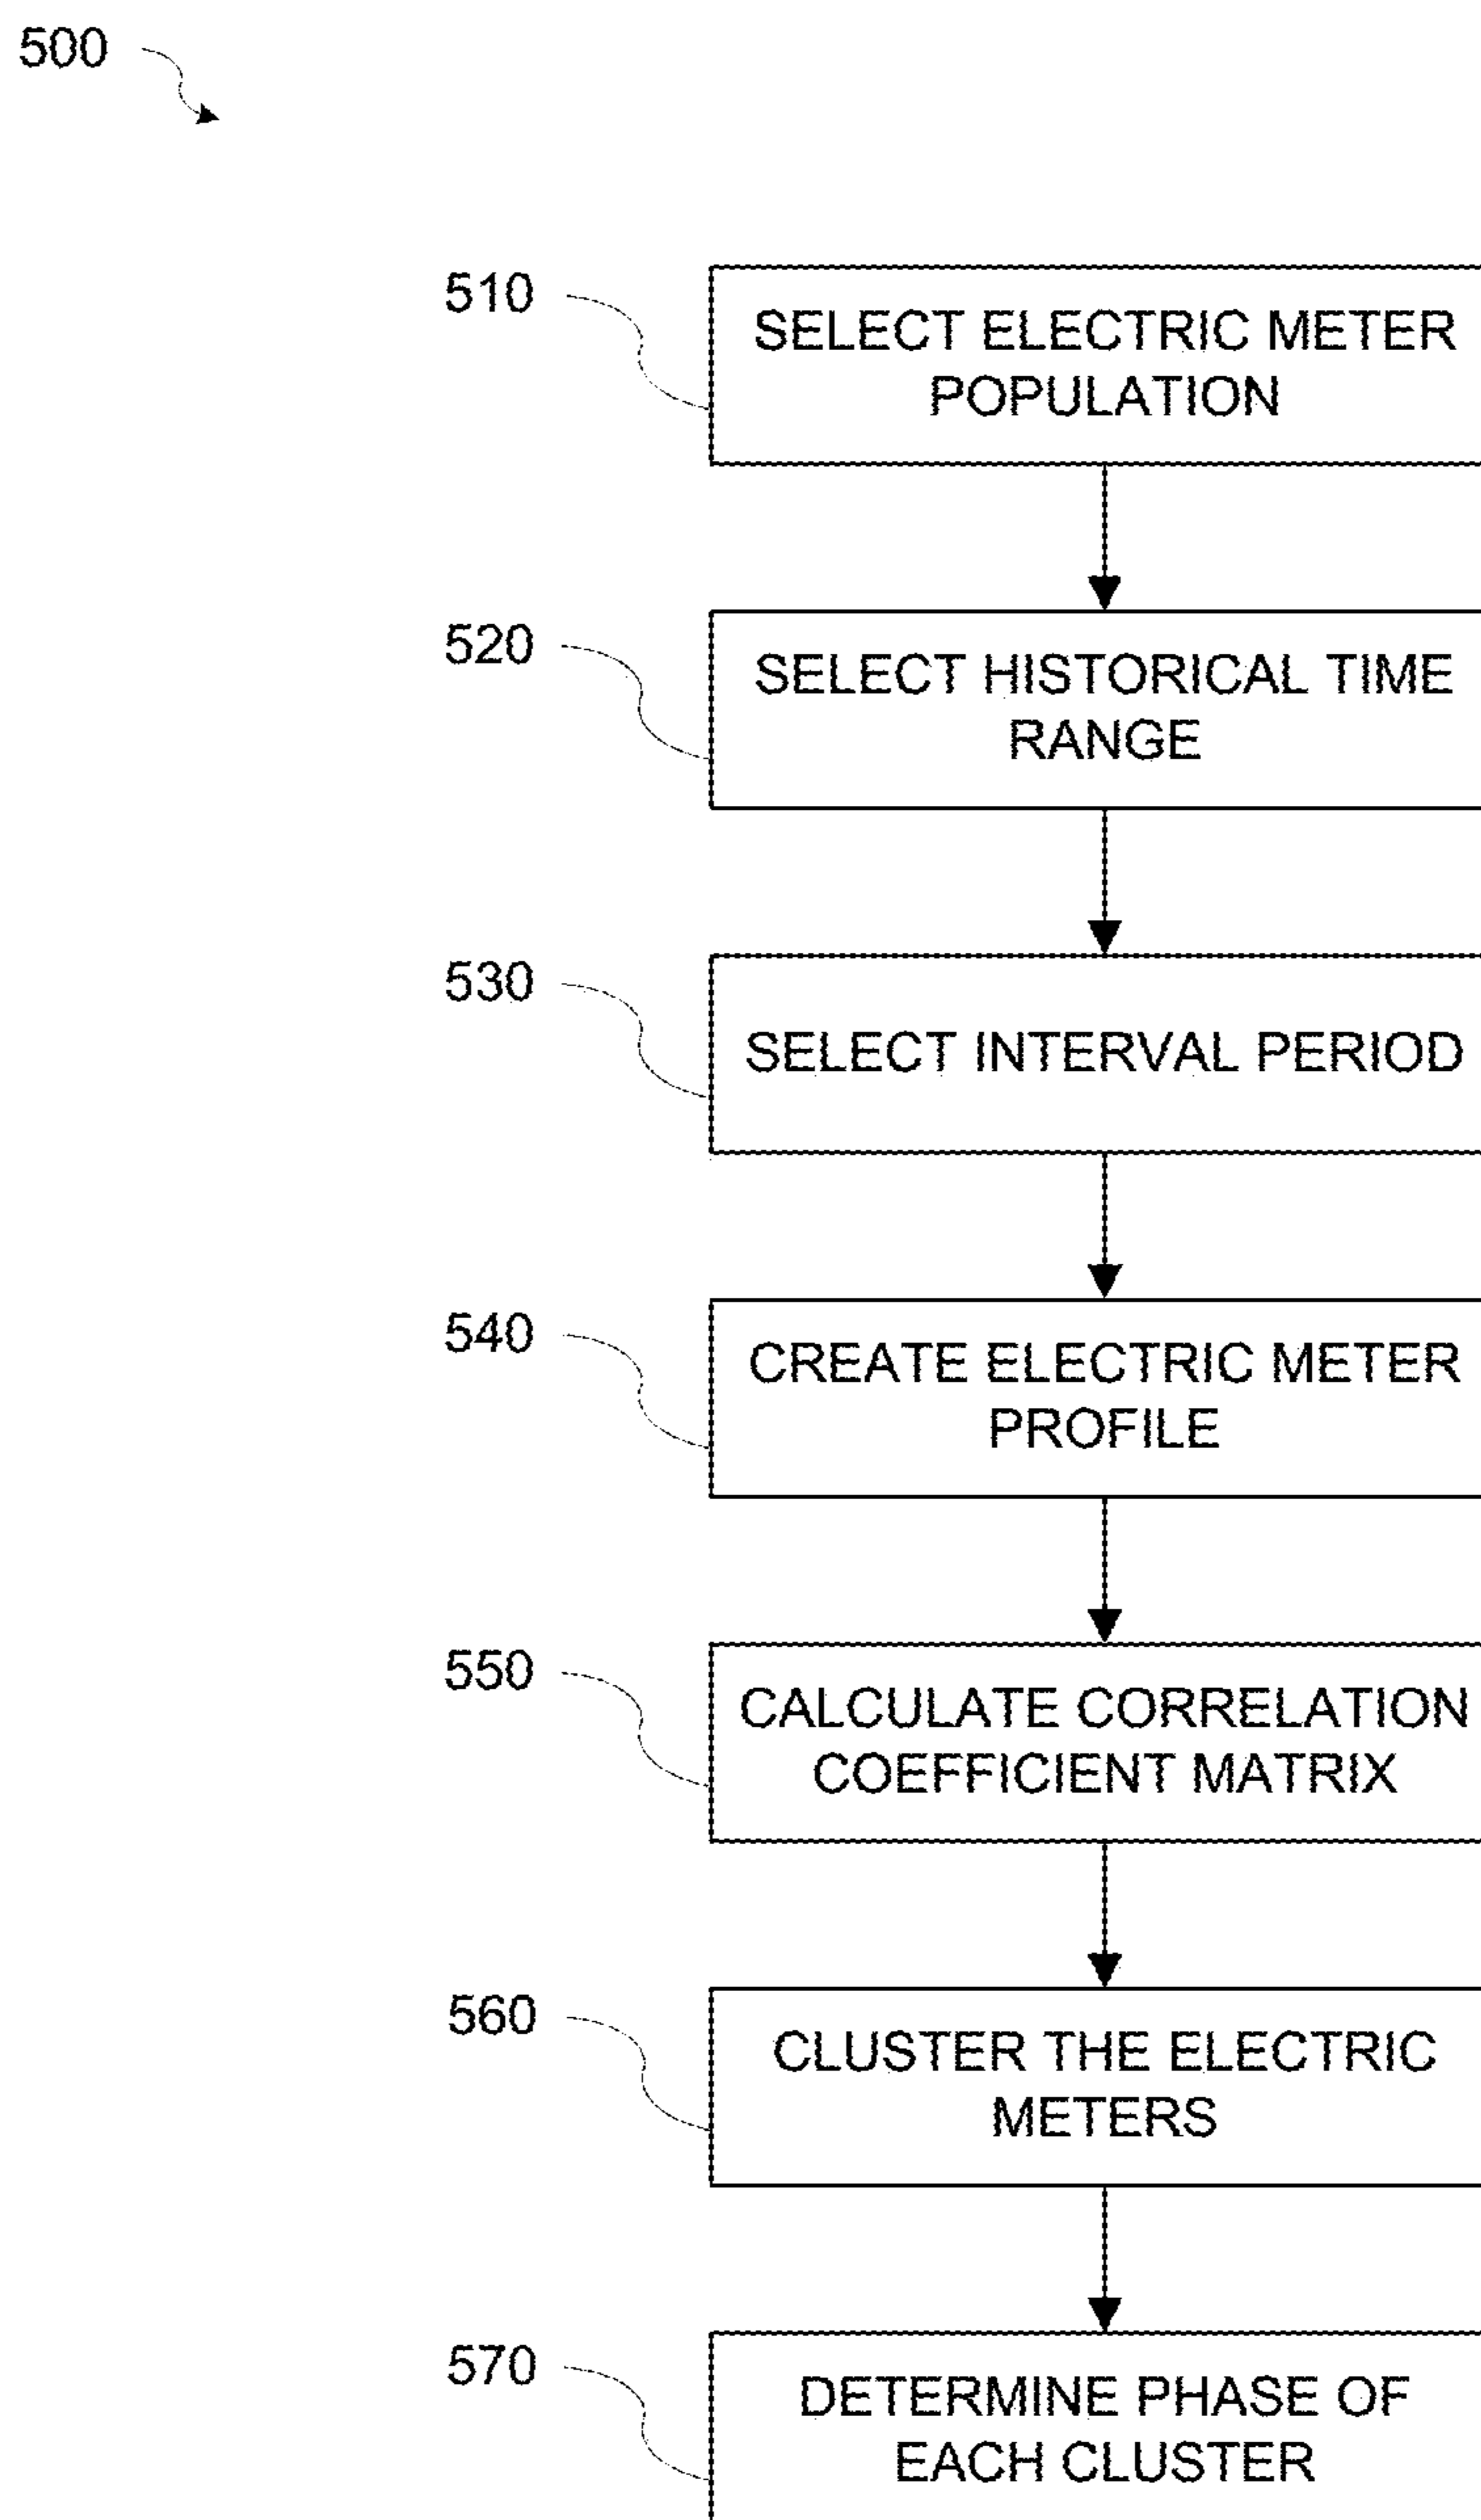 500
510
SELECT ELECTRIC METER
POPULATION
520
SELECT HISTORICAL TIME
RANGE
530
SELECT INTERVAL PERIOD
540
CREATE ELECTRIC METER
PROFILE
550
CALCULATE CORRELATION
COEFFICIENT MATRIX
560
CLUSTER THE ELECTRIC
METERS
570
DETERMINE PHASE OF
EACH CLUSTER